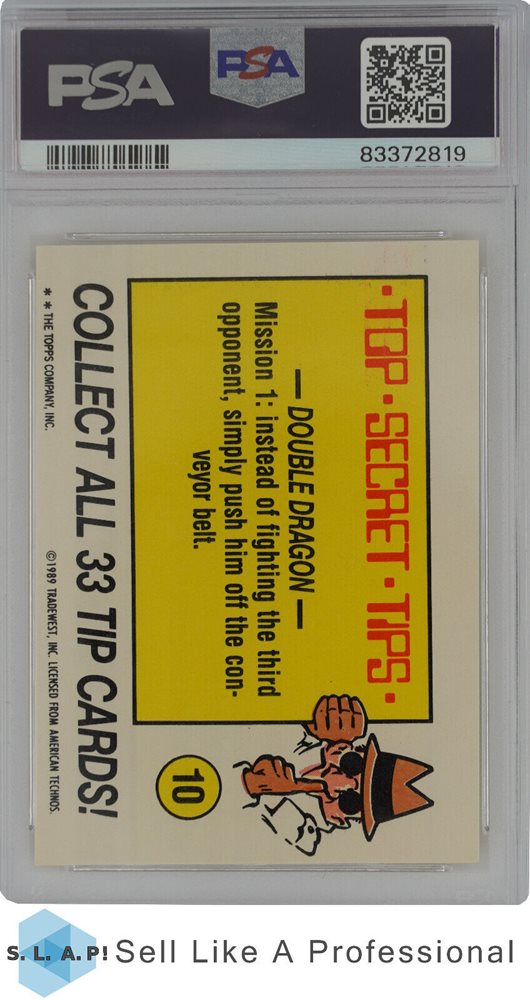 PSA
PSA
83372819
·TOP·SECRET·TIPS·
— DOUBLE DRAGON —
Mission 1: instead of fighting the third
opponent, simply push him off the con-
veyor belt.
10
COLLECT ALL 33 TIP CARDS!
* * THE TOPPS COMPANY, INC.
©1989 TRADEWEST, INC. LICENSED FROM AMERICAN TECHNOS.
S. L. A. P! Sell Like A Professional